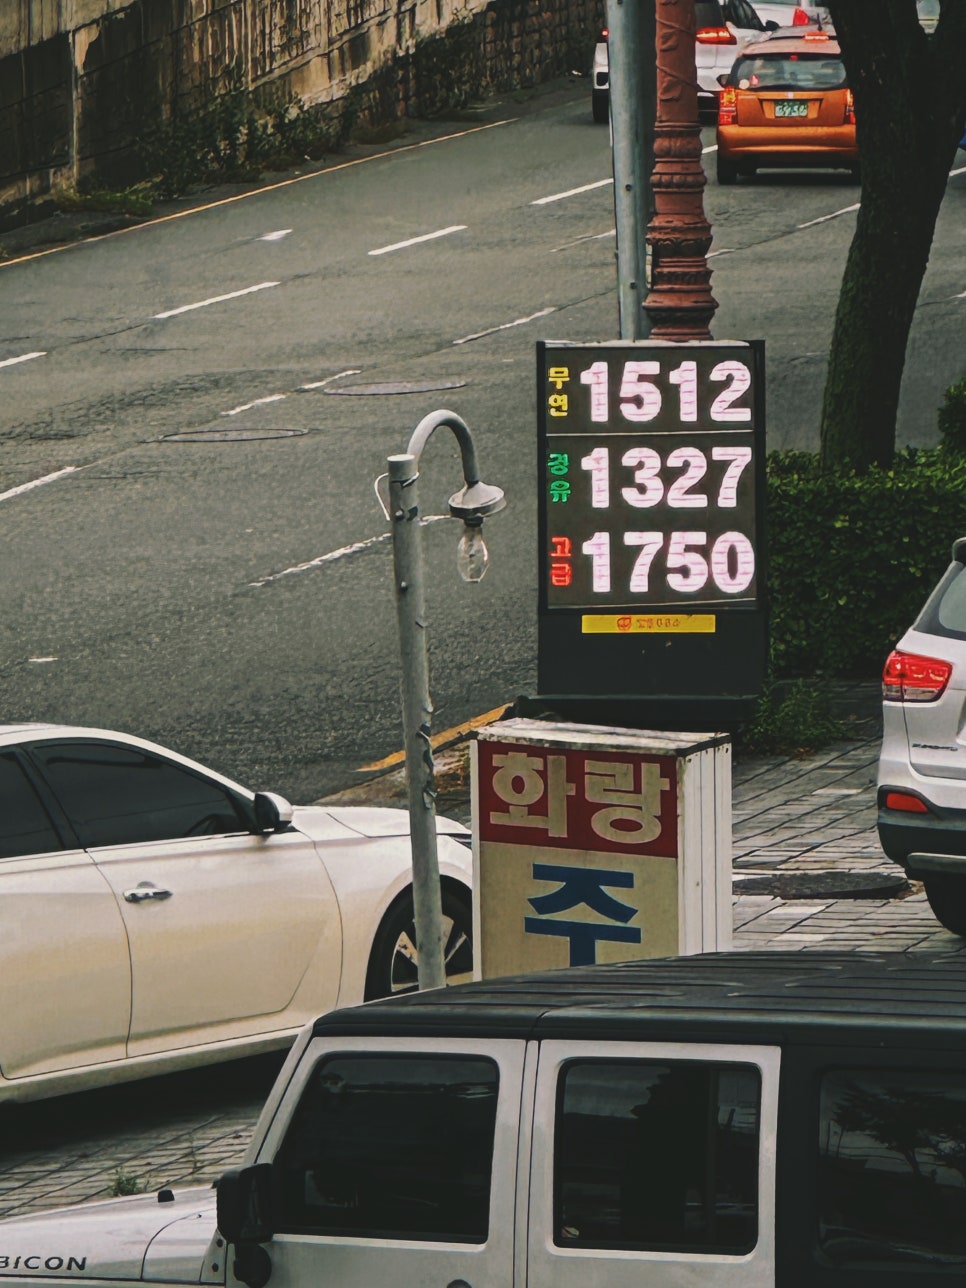 무연 1512
경유 1327
고급 1750
화랑
주
BICON